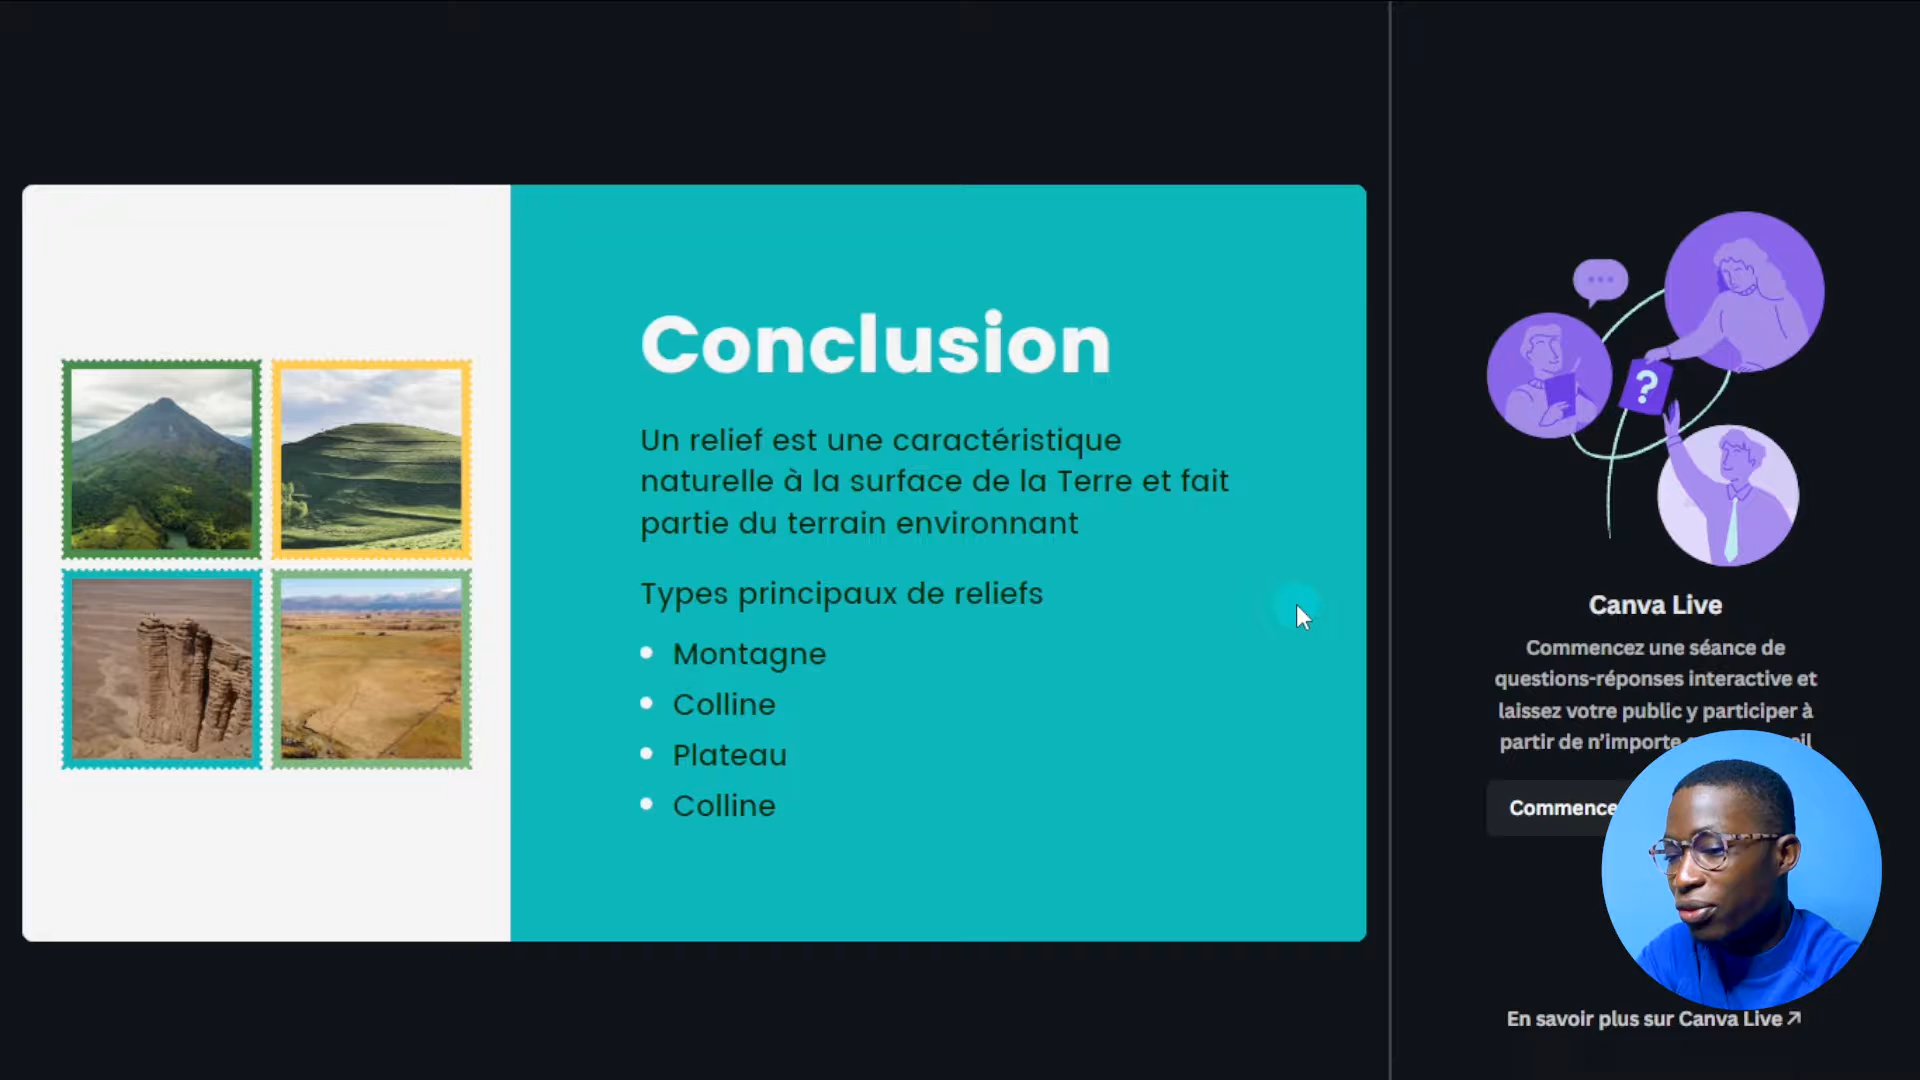 Conclusion
Un relief est une caractéristique
naturelle à la surface de la Terre et fait
partie du terrain environnant
Types principaux de reliefs
Montagne
Colline
Plateau
Colline
?
Canva Live
Commencez une séance de
questions-réponses interactive et
laissez votre public y participer à
partir de n'importe
Commence
En savoir plus sur Canva Live